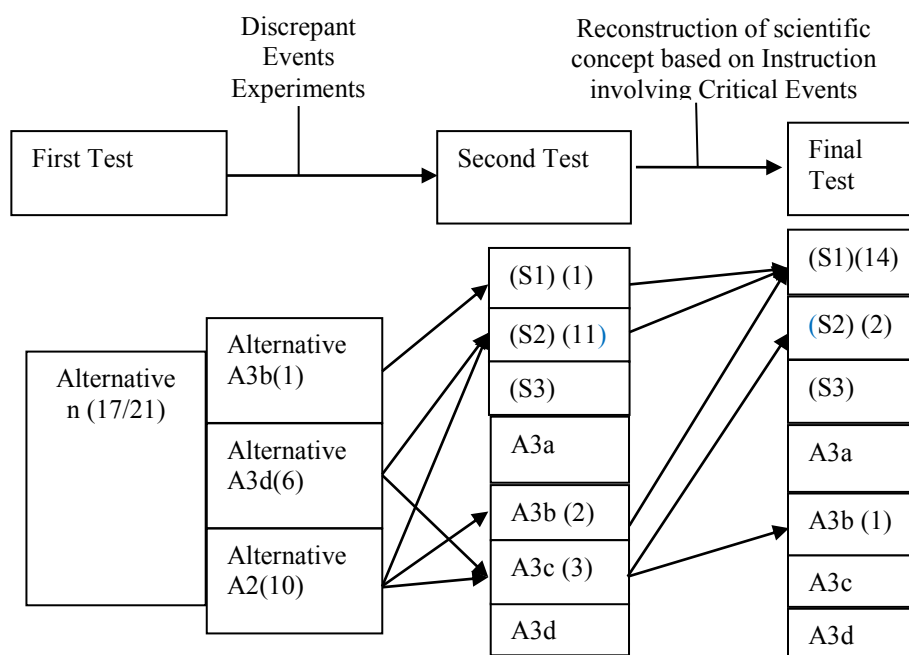 Discrepant
Events
Experiments
Reconstruction of scientific
concept based on Instruction
involving Critical Events
First Test
Second Test
Final
Test
Alternative
n (17/21)
Alternative
A3b(1)
Alternative
A3d(6)
Alternative
A2(10)
(S1) (1)
(S2) (11)
(S3)
A3a
A3b (2)
A3c (3)
A3d
(S1)(14)
(S2) (2)
(S3)
A3a
A3b (1)
A3c
A3d